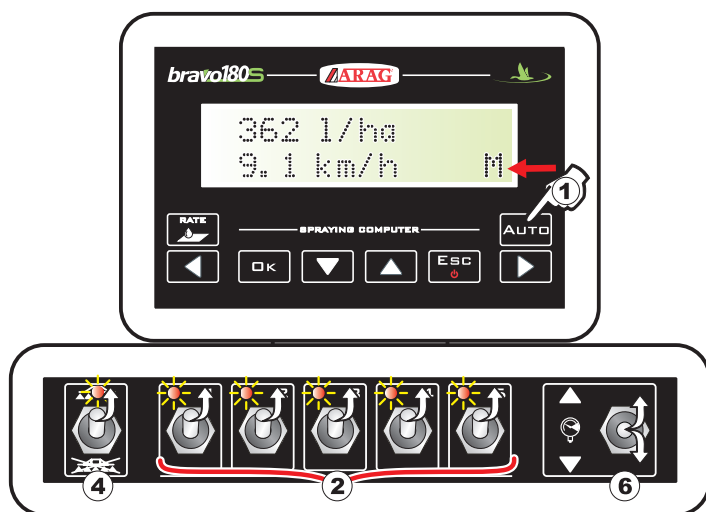 bravo180S
ARAG
362 l/ha
9.1 km/h M
1
RATE
SPRAYING COMPUTER
AUTO
OK
ESC
4
2
6